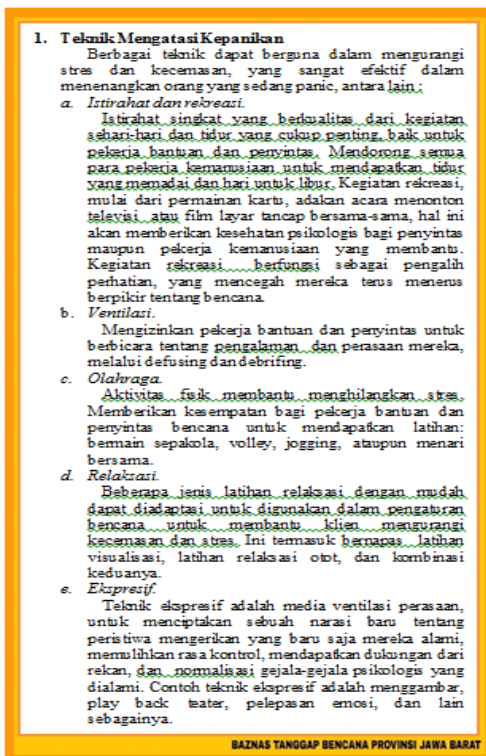 1. Teknik Mengatasi Kepanikan
Berbagai teknik dapat berguna dalam mengurangi
stres dan kecemasan, yang sangat efektif dalam
menenangkan orang yang sedang panic, antara lain :
a. Istirahat dan rekreasi.
Istirahat singkat yang berkualitas dari kegiatan
sehari-hari dan tidur yang cukup penting, baik untuk
pekerja bantuan dan penyintas. Mendorong semua
para pekerja kemanusiaan untuk mendapatkan tidur
yang memadai dan hari untuk libur. Kegiatan rekreasi,
mulai dari permainan kartu, adakan acara menonton
televisi atau film layar tancap bersama-sama, hal ini
akan memberikan kesehatan psikologis bagi penyintas
maupun pekerja kemanusiaan yang membantu.
Kegiatan rekreasi berfungsi sebagai pengalih
perhatian, yang mencegah mereka terus menerus
berpikir tentang bencana.
b. Ventilasi.
Mengizinkan pekerja bantuan dan penyintas untuk
berbicara tentang pengalaman dan perasaan mereka,
melalui defusing dan debrifing.
c. Olahraga.
Aktivitas fisik membantu menghilangkan stres.
Memberikan kesempatan bagi pekerja bantuan dan
penyintas bencana untuk mendapatkan latihan:
bermain sepakola, volley, jogging, ataupun menari
bersama.
d. Relaksasi.
Beberapa jenis latihan relaksasi dengan mudah
dapat diadaptasi untuk digunakan dalam pengaturan
bencana untuk membantu klien mengurangi
kecemasan dan stres. Ini termasuk bernapas latihan
visualisasi, latihan relaksasi otot, dan kombinasi
keduanya.
e. Ekspresif.
Teknik ekspresif adalah media ventilasi perasaan,
untuk menciptakan sebuah narasi baru tentang
peristiwa mengerikan yang baru saja mereka alami,
memulihkan rasa kontrol, mendapatkan dukungan dari
rekan, dan normalisasi gejala-gejala psikologis yang
dialami. Contoh teknik ekspresif adalah menggambar,
play back teater, pelepasan emosi, dan lain
sebagainya.
BAZNAS TANGGAP BENCANA PROVINSI JAWA BARAT